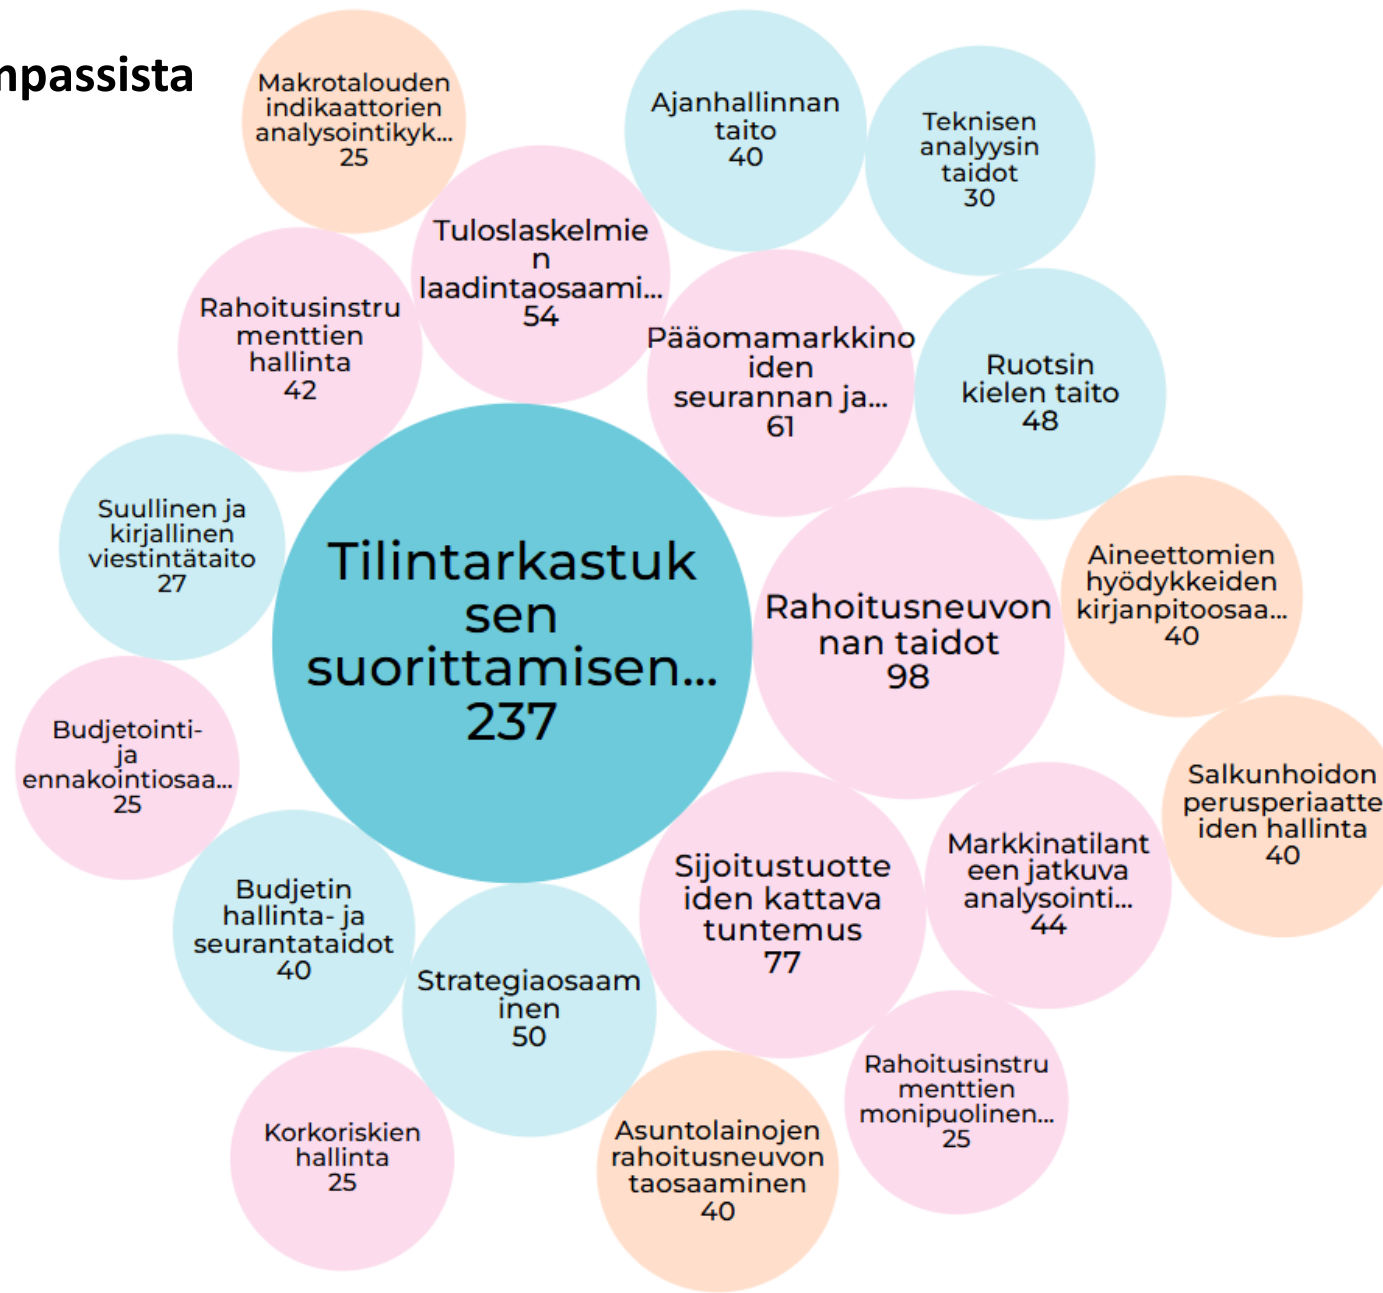 mpassista
Makrotalouden
indikaattorien
analysointikyk...
25
Ajanhallinnan
taito
40
Teknisen
analyysin
taidot
30
Tuloslaskelmie
n
laadintaosaami...
54
Rahoitusinstru
menttien
hallinta
42
Pääomamarkkino
iden
seurannan ja...
61
Ruotsin
kielen taito
48
Suullinen ja
kirjallinen
viestintätaito
27
Tilintarkastuk
sen
suorittamisen...
237
Rahoitusneuvon
nan taidot
98
Aineettomien
hyödykkeiden
kirjanpitoosaa...
40
Budjetointi-
ja
ennakointiosaa...
25
Salkunhoidon
perusperiaatte
iden hallinta
40
Budjetin
hallinta- ja
seurantataidot
40
Sijoitustuotte
iden kattava
tuntemus
77
Markkinatilant
een jatkuva
analysointi...
44
Strategiaosaam
inen
50
Korkoriskien
hallinta
25
Asuntolainojen
rahoitusneuvon
taosaaminen
40
Rahoitusinstru
menttien
monipuolinen...
25